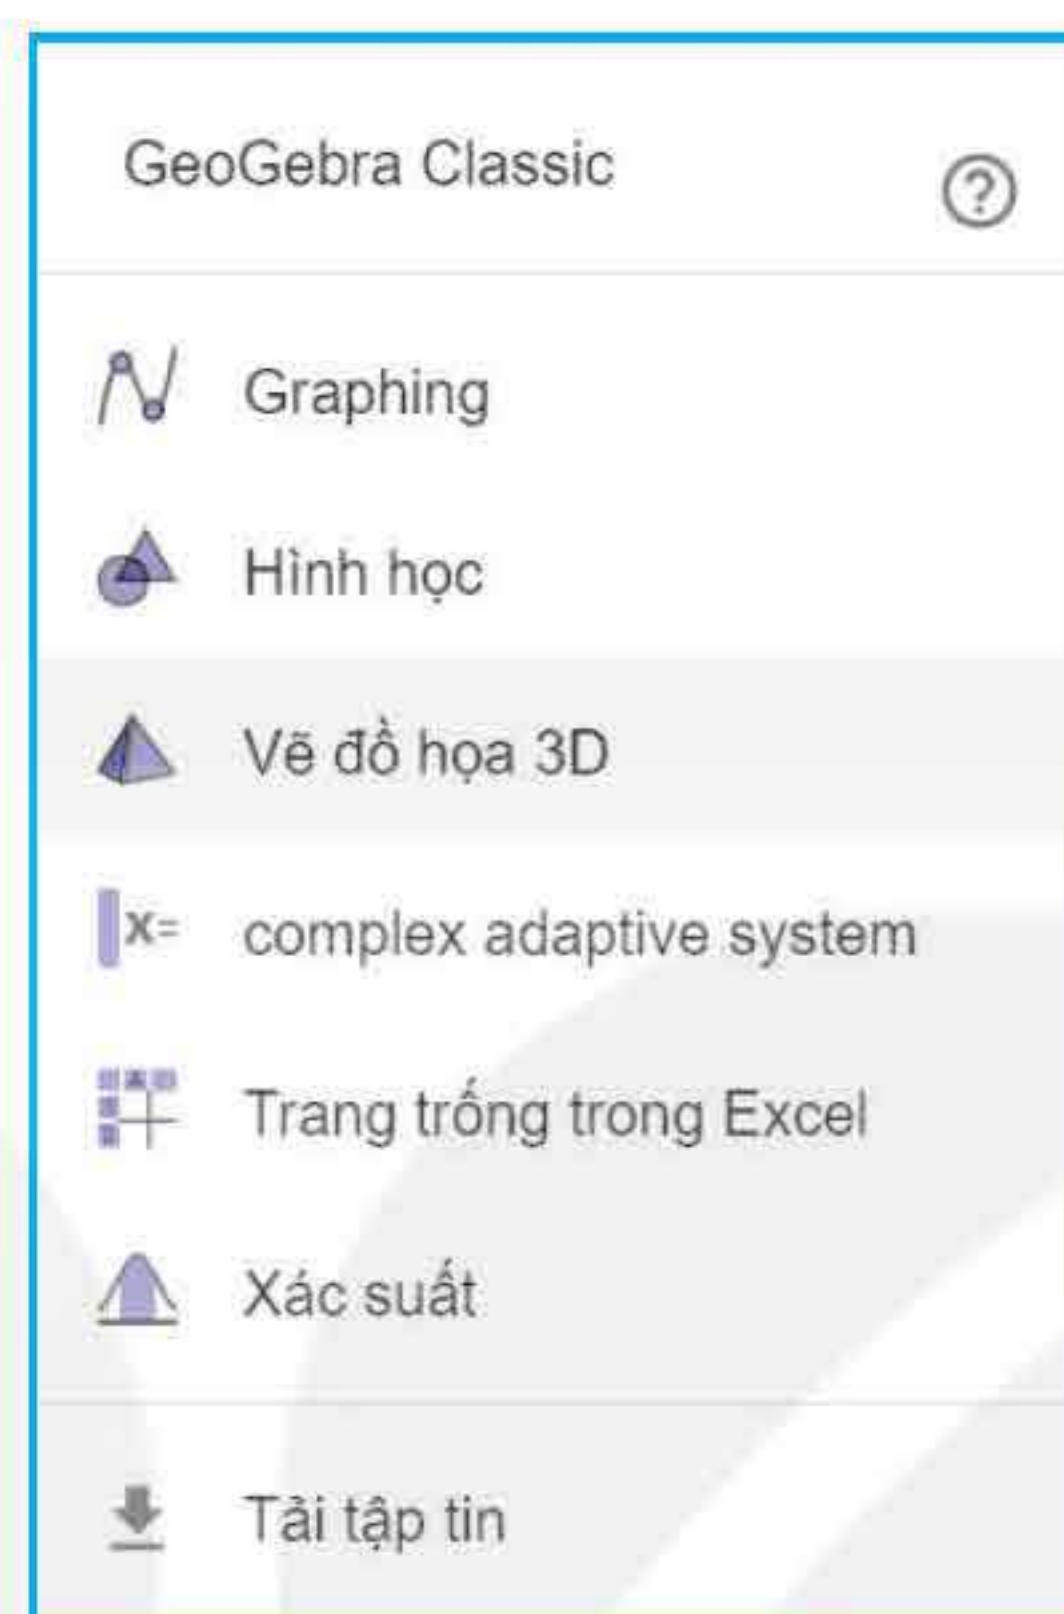 GeoGebra Classic
Graphing
Hình học
Vẽ đồ họa 3D
X=
complex adaptive system
Trang trống trong Excel
Xác suất
Tải tập tin